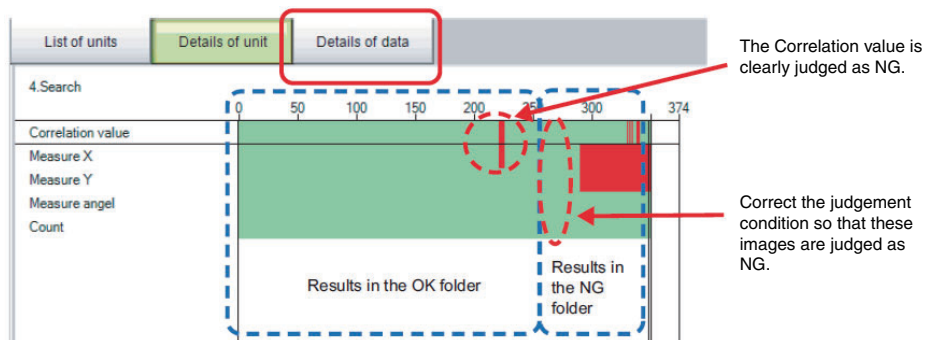 List of units
Details of unit
Details of data
The Correlation value is
clearly judged as NG.
4.Search
0 50 100 150 200 25 300 374
Correlation value
Measure X
Measure Y
Measure angel
Count
Correct the judgement
condition so that these
images are judged as
NG.
Results in the OK folder
Results in
the NG
folder